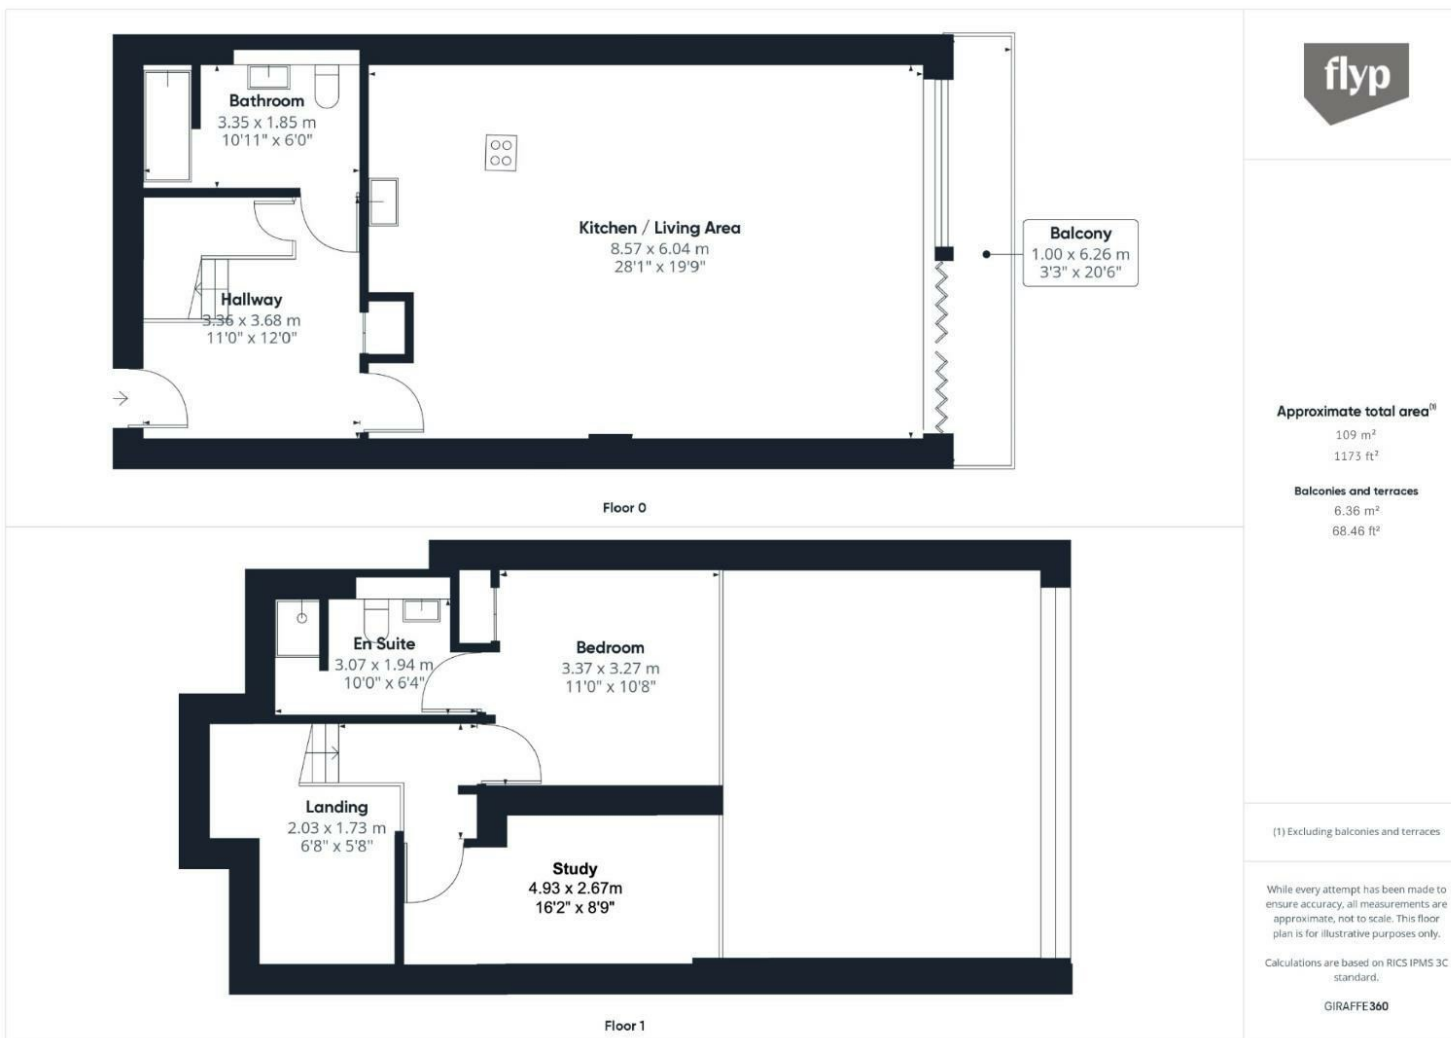 Bathroom
3.35 x 1.85 m
10'11" x 6'0"
Kitchen / Living Area
8.57 x 6.04 m
28'1" x 19'9"
Balcony
1.00 x 6.26 m
3'3" x 20'6"
Hallway
3.36 x 3.68 m
11'0" x 12'0"
Floor 0
En Suite
3.07 x 1.94 m
10'0" x 6'4"
Bedroom
3.37 x 3.27 m
11'0" x 10'8"
Landing
2.03 x 1.73 m
6'8" x 5'8"
Study
4.93 x 2.67m
16'2" x 8'9"
Floor 1
flyp
Approximate total area(1)
109 m²
1173 ft²
Balconies and terraces
6.36 m²
68.46 ft²
(1) Excluding balconies and terraces
While every attempt has been made to
ensure accuracy, all measurements are
approximate, not to scale. This floor
plan is for illustrative purposes only.
Calculations are based on RICS IPMS 3C
standard.
GIRAFFE360